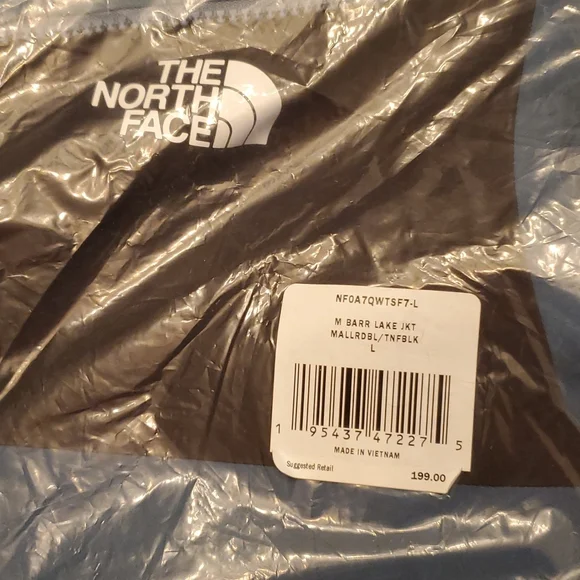 THE
NORTH
FACE
NF0A7QWTSF7-L
M BARR LAKE JKT
MALLRDBL/TNFBLK
L
1 95437 47227 5
MADE IN VIETNAM
Suggested Retail 199.00